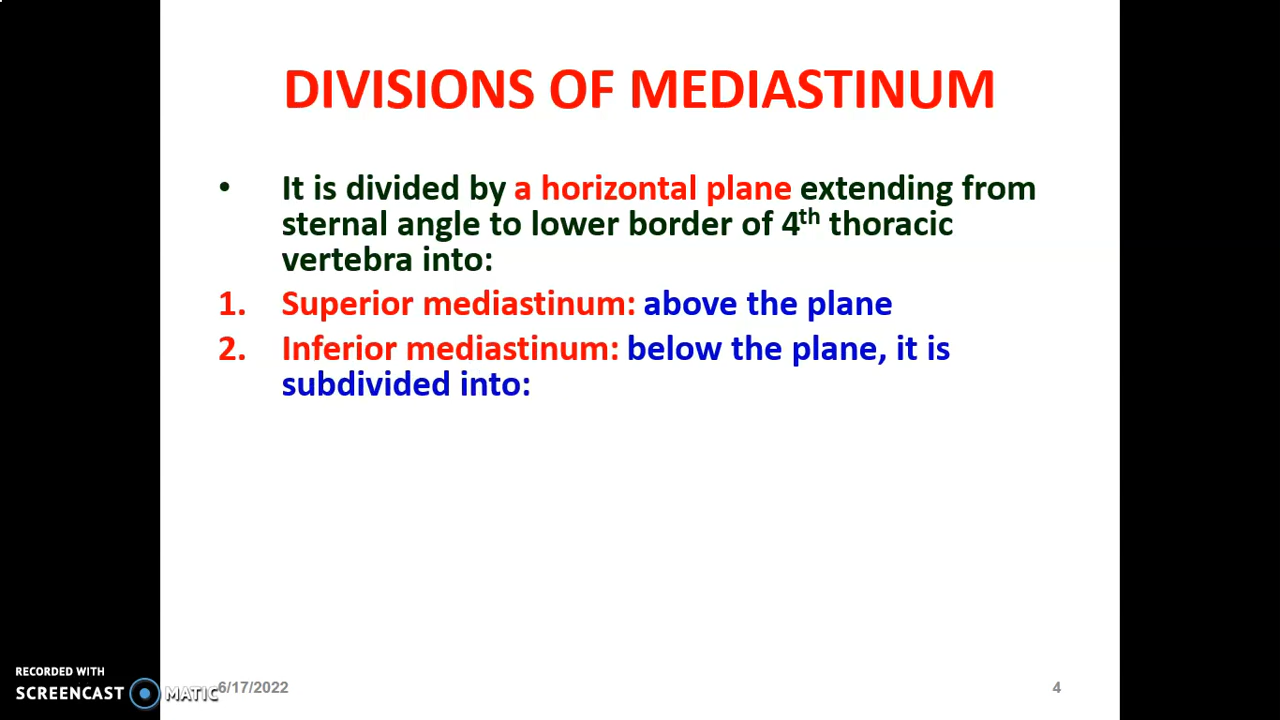 DIVISIONS OF MEDIASTINUM
• It is divided by a horizontal plane extending from
sternal angle to lower border of 4th thoracic
vertebra into:
1. Superior mediastinum: above the plane
2. Inferior mediastinum: below the plane, it is
subdivided into:
RECORDED WITH
SCREENCAST MATIC
6/17/2022
4